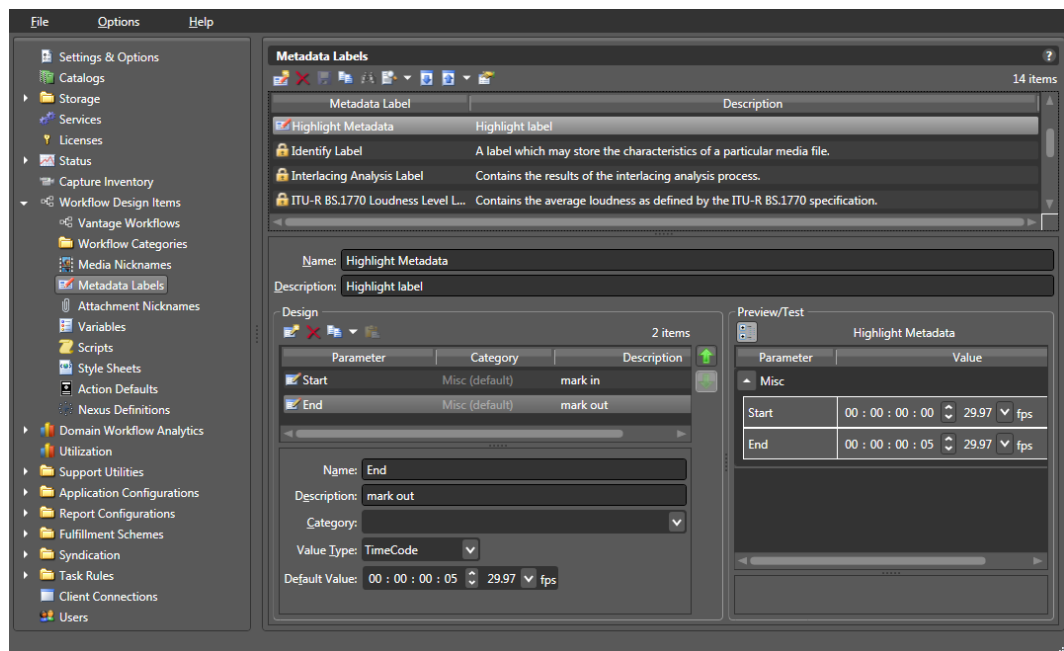 File Options Help
Settings & Options
Catalogs
Storage
Services
Licenses
Status
Capture Inventory
Workflow Design Items
Vantage Workflows
Workflow Categories
Media Nicknames
Metadata Labels
Attachment Nicknames
Variables
Scripts
Style Sheets
Action Defaults
Nexus Definitions
Domain Workflow Analytics
Utilization
Support Utilities
Application Configurations
Report Configurations
Fulfillment Schemes
Syndication
Task Rules
Client Connections
Users
Metadata Labels ?
14 items
Metadata Label Description
Highlight Metadata Highlight label
Identify Label A label which may store the characteristics of a particular media file.
Interlacing Analysis Label Contains the results of the interlacing analysis process.
ITU-R BS.1770 Loudness Level L... Contains the average loudness as defined by the ITU-R BS.1770 specification.
Name: Highlight Metadata
Description: Highlight label
Design
2 items
Parameter Category Description
Start Misc (default) mark in
End Misc (default) mark out
Name: End
Description: mark out
Category:
Value Type: TimeCode
Default Value: 00 : 00 : 00 : 05 29.97 fps
Preview/Test
Highlight Metadata
Parameter Value
Misc
Start 00 : 00 : 00 : 00 29.97 fps
End 00 : 00 : 00 : 05 29.97 fps